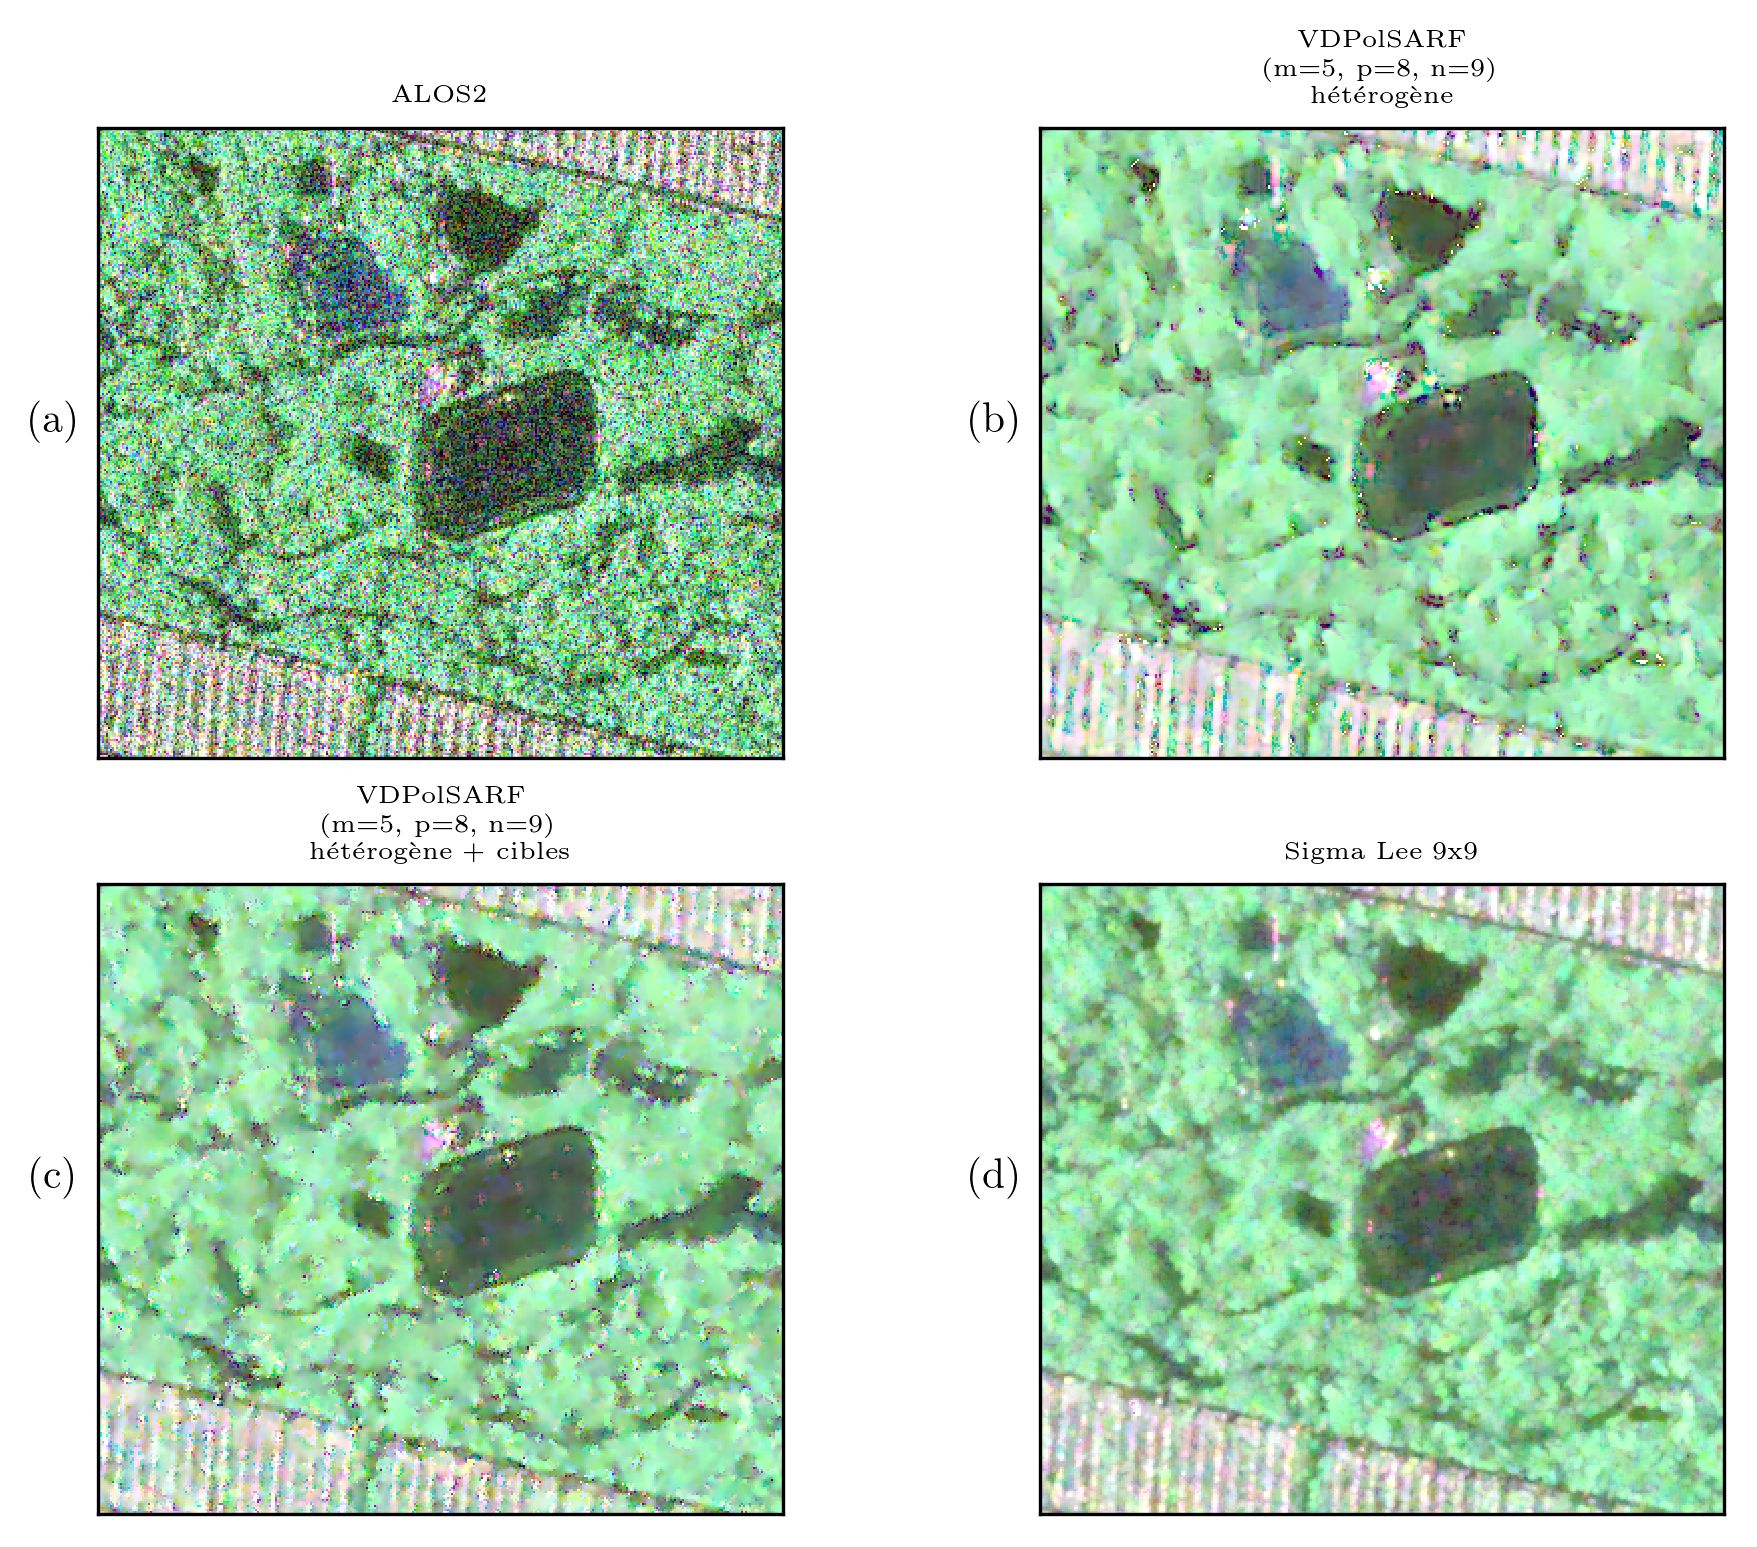 ALOS2
(a)
VDPolSARF
(m=5, p=8, n=9)
hétérogène
(b)
VDPolSARF
(m=5, p=8, n=9)
hétérogène + cibles
(c)
Sigma Lee 9x9
(d)